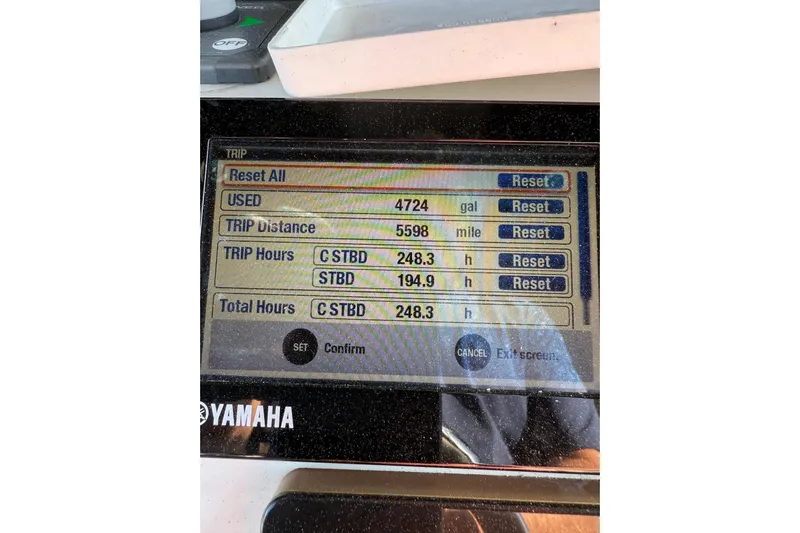 OFF
TRIP
Reset All Reset
USED 4724 gal Reset
TRIP Distance 5598 mile Reset
TRIP Hours C STBD 248.3 h Reset
STBD 194.9 h Reset
Total Hours C STBD 248.3 h
SET Confirm CANCEL Exit screen.
YAMAHA